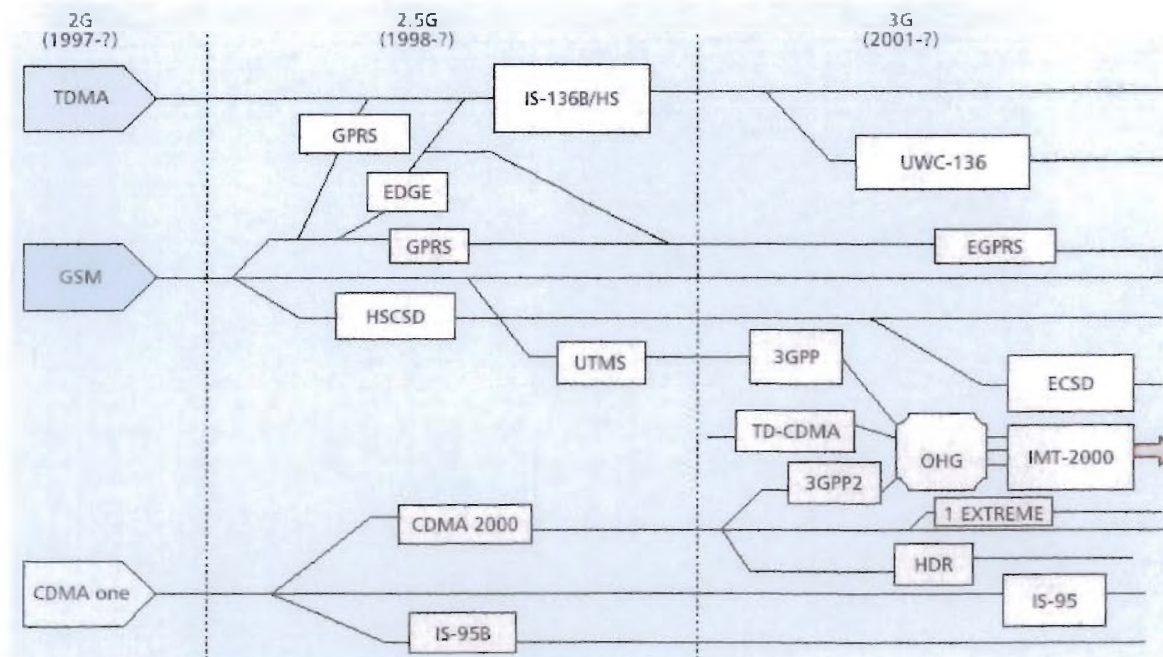 2G
(1997-?)
2.5G
(1998-?)
3G
(2001-?)
TDMA
IS-136B/HS
GPRS
UWC-136
EDGE
GPRS
EGPRS
GSM
HSCSD
UTMS
3GPP
ECSD
TD-CDMA
OHG
IMT-2000
3GPP2
CDMA 2000
1 EXTREME
HDR
CDMA one
IS-95
IS-95B